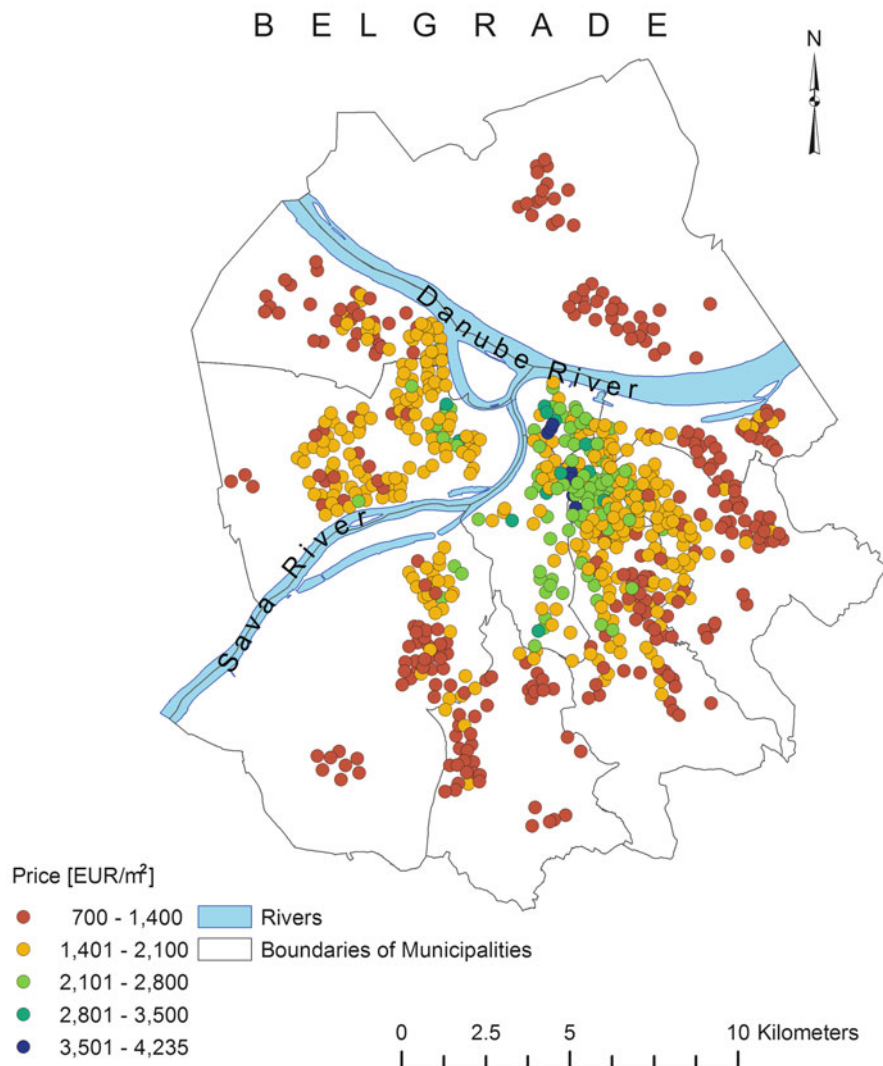 B E L G R A D E
N
Danube River
Sava River
Price [EUR/m²]
700 - 1,400
1,401 - 2,100
2,101 - 2,800
2,801 - 3,500
3,501 - 4,235
Rivers
Boundaries of Municipalities
0 2.5 5 10 Kilometers